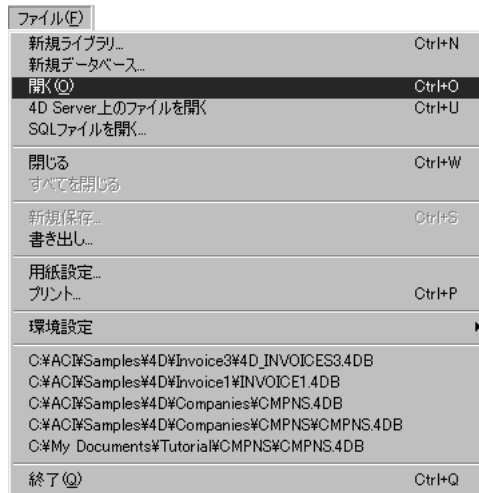 ファイル(F)
新規ライブラリ... Ctrl+N
新規データベース...
開く(O) Ctrl+O
4D Server上のファイルを開く Ctrl+U
SQLファイルを開く...
閉じる Ctrl+W
すべてを閉じる
新規保存... Ctrl+S
書き出し...
用紙設定...
プリント... Ctrl+P
環境設定
C:¥ACI¥Samples¥4D¥Invoice3¥4D_INVOICES3.4DB
C:¥ACI¥Samples¥4D¥Invoice1¥INVOICE1.4DB
C:¥ACI¥Samples¥4D¥Companies¥CMPNS.4DB
C:¥ACI¥Samples¥4D¥Companies¥CMPNS¥CMPNS.4DB
C:¥My Documents¥Tutorial¥CMPNS¥CMPNS.4DB
終了(Q) Ctrl+Q